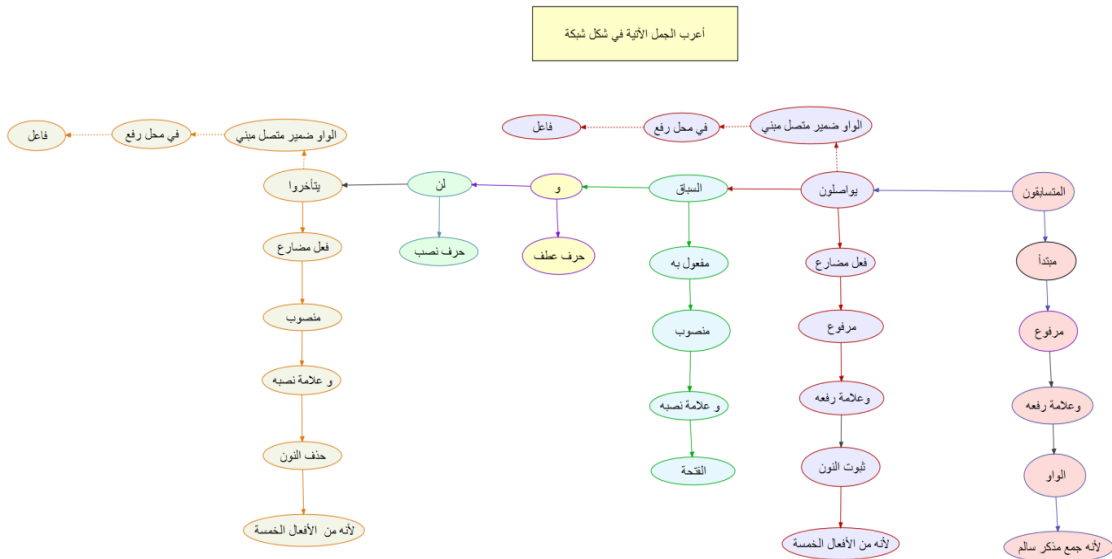 أعرب الجمل الآتية في شكل شبكة
الواو ضمير متصل مبني
في محل رفع
فاعل
الواو ضمير متصل مبني
في محل رفع
فاعل
المتسابقون
يواصلون
السباق
و
لن
يتأخروا
مبتدأ
فعل مضارع
مفعول به
حرف عطف
حرف نصب
فعل مضارع
مرفوع
مرفوع
منصوب
منصوب
وعلامة رفعه
وعلامة رفعه
و علامة نصبه
و علامة نصبه
الواو
ثبوت النون
الفتحة
حذف النون
لأنه جمع مذكر سالم
لأنه من الأفعال الخمسة
لأنه من الأفعال الخمسة